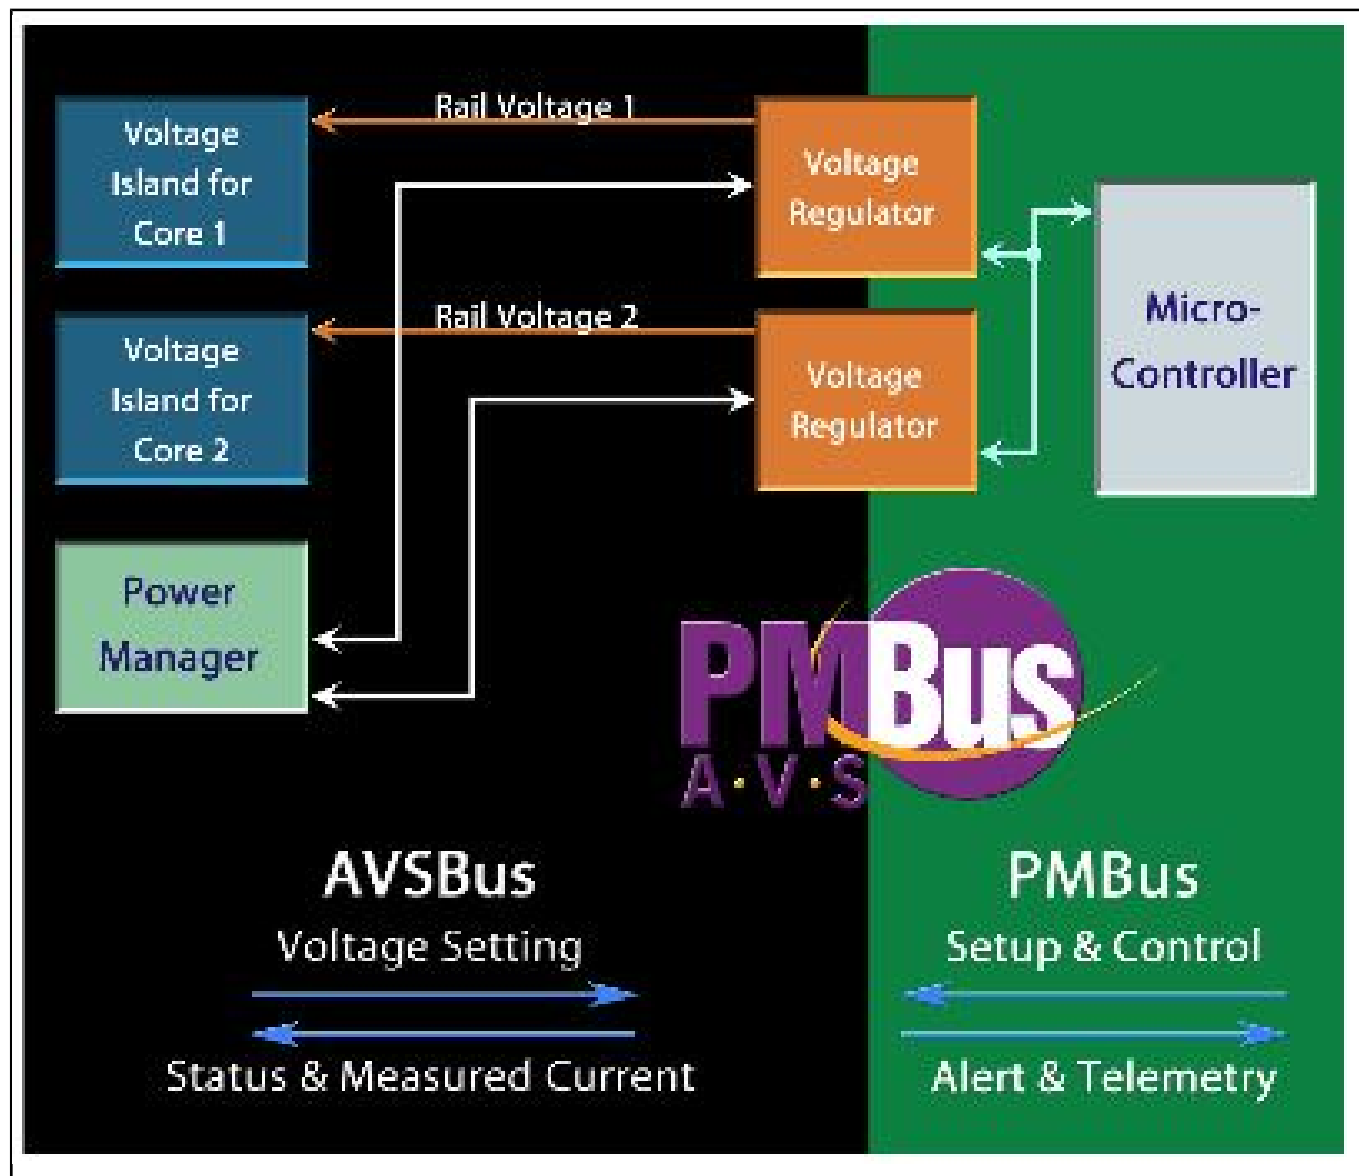 Rail Voltage 1
Voltage
Island for
Core 1
Voltage
Regulator
Rail Voltage 2
Voltage
Island for
Core 2
Voltage
Regulator
Micro-
Controller
Power
Manager
PMBus
A·V·S
AVSBus
Voltage Setting
Status & Measured Current
PMBus
Setup & Control
Alert & Telemetry